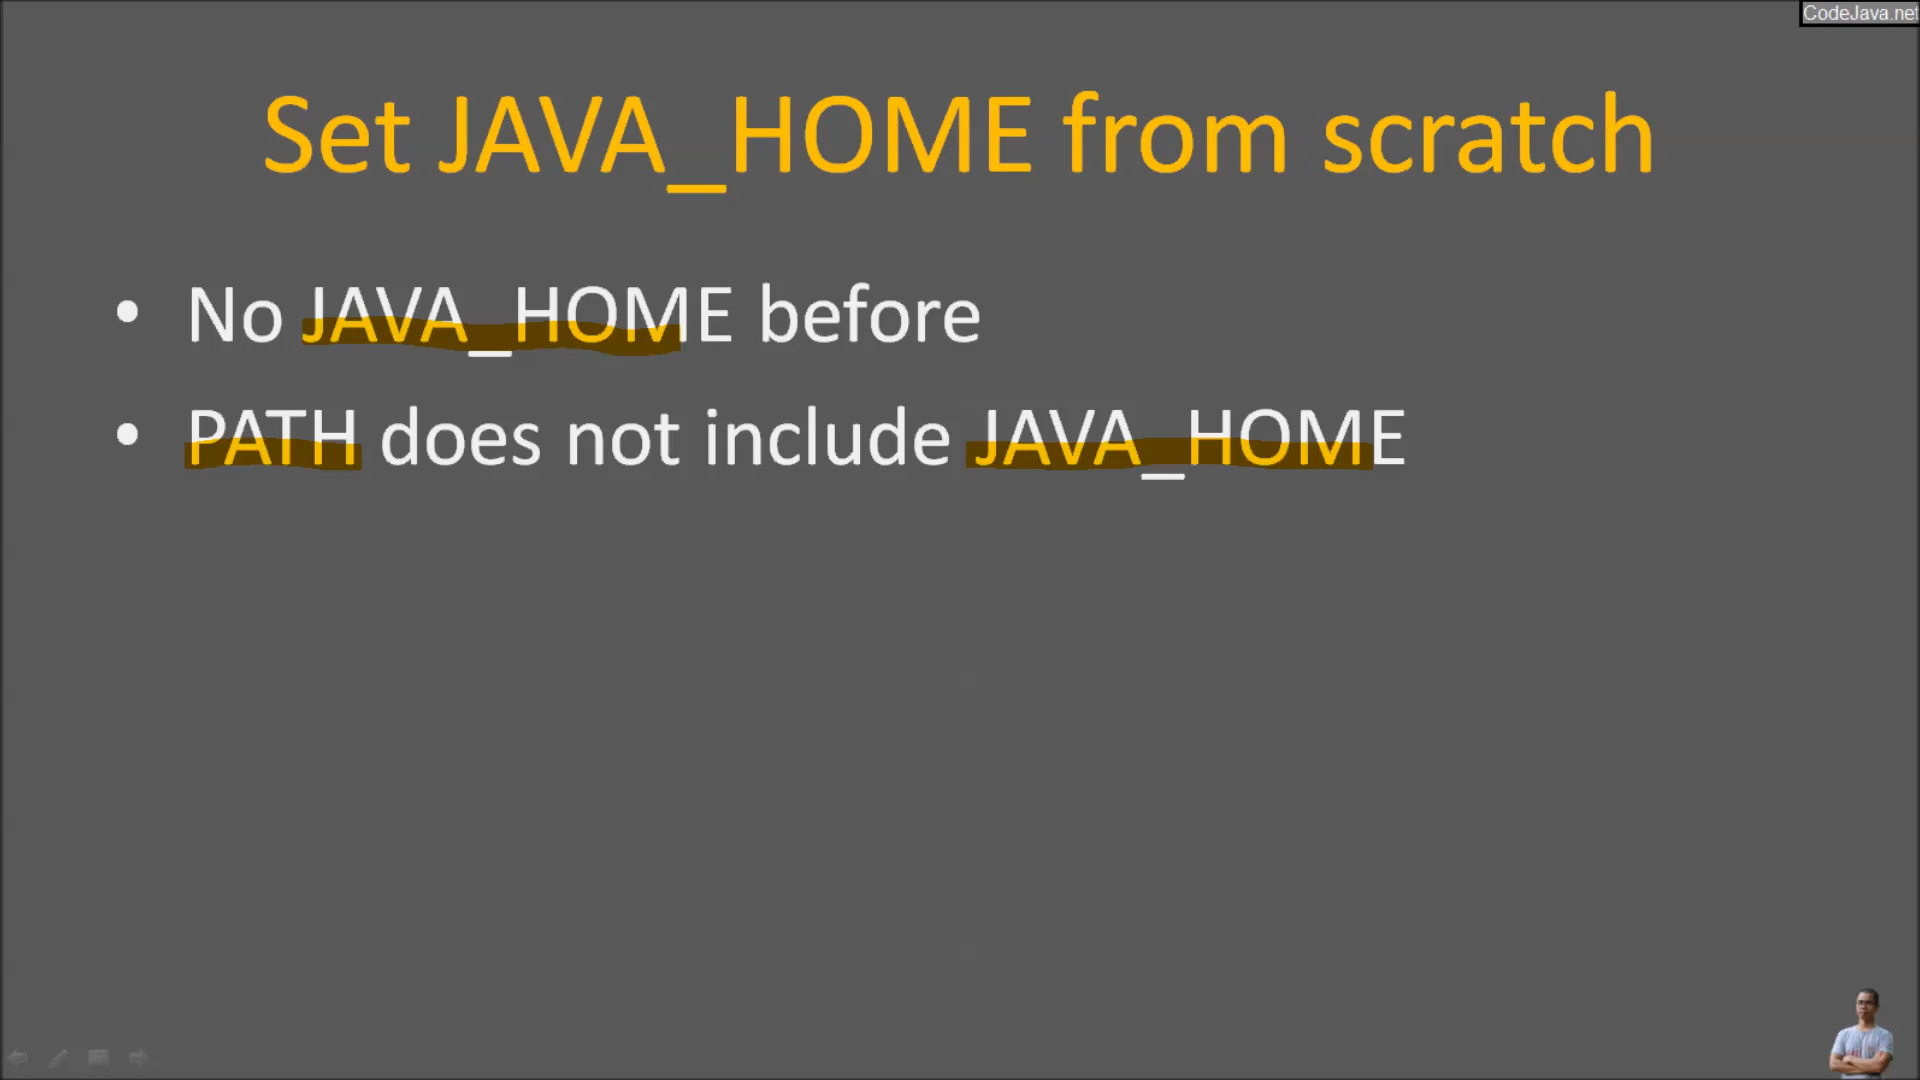 CodeJava.net
Set JAVA_HOME from scratch
• No JAVA_HOME before
• PATH does not include JAVA_HOME